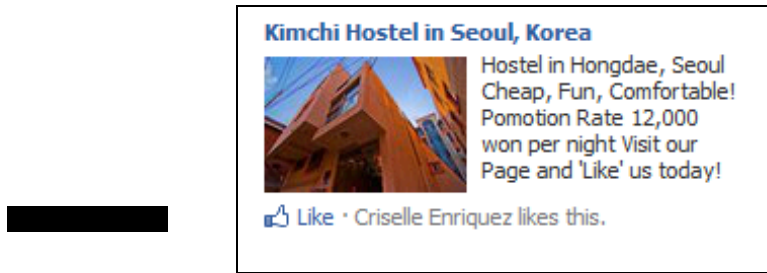 Kimchi Hostel in Seoul, Korea
Hostel in Hongdae, Seoul
Cheap, Fun, Comfortable!
Pomotion Rate 12,000
won per night Visit our
Page and 'Like' us today!
Like · Criselle Enriquez likes this.